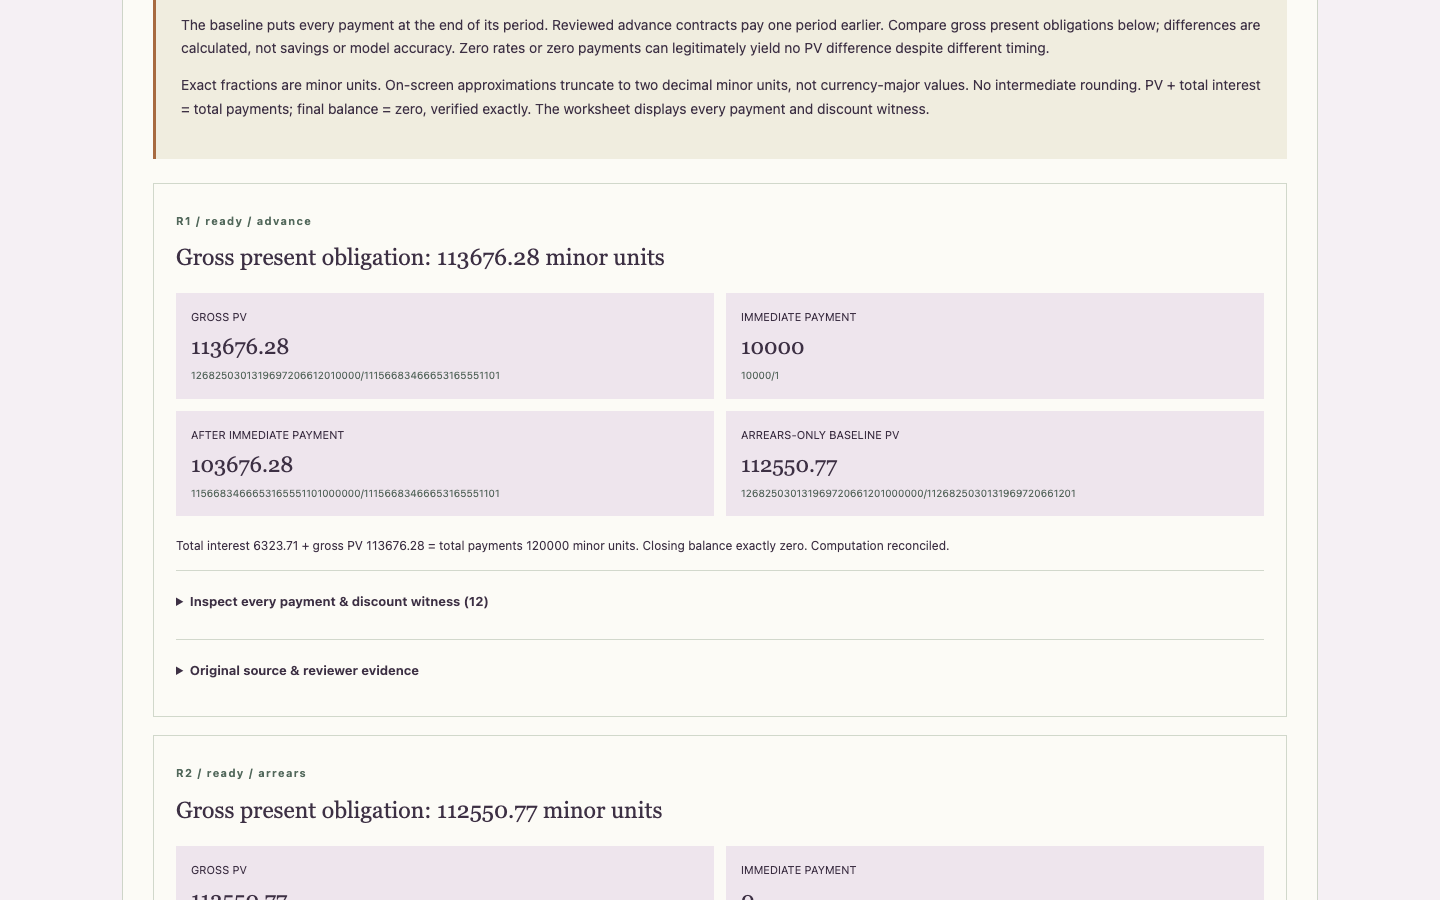 The baseline puts every payment at the end of its period. Reviewed advance contracts pay one period earlier. Compare gross present obligations below; differences are
calculated, not savings or model accuracy. Zero rates or zero payments can legitimately yield no PV difference despite different timing.
Exact fractions are minor units. On-screen approximations truncate to two decimal minor units, not currency-major values. No intermediate rounding. PV + total interest
= total payments; final balance = zero, verified exactly. The worksheet displays every payment and discount witness.
R1 / ready / advance
Gross present obligation: 113676.28 minor units
GROSS PV
113676.28
1268250301319697206612010000/11156683466653165551101
IMMEDIATE PAYMENT
10000
10000/1
AFTER IMMEDIATE PAYMENT
103676.28
1156683466653165551101000000/11156683466653165551101
ARREARS-ONLY BASELINE PV
112550.77
126825030131969720661201000000/1126825030131969720661201
Total interest 6323.71 + gross PV 113676.28 = total payments 120000 minor units. Closing balance exactly zero. Computation reconciled.
▶ Inspect every payment & discount witness (12)
▶ Original source & reviewer evidence
R2 / ready / arrears
Gross present obligation: 112550.77 minor units
GROSS PV
112550.77
IMMEDIATE PAYMENT
0